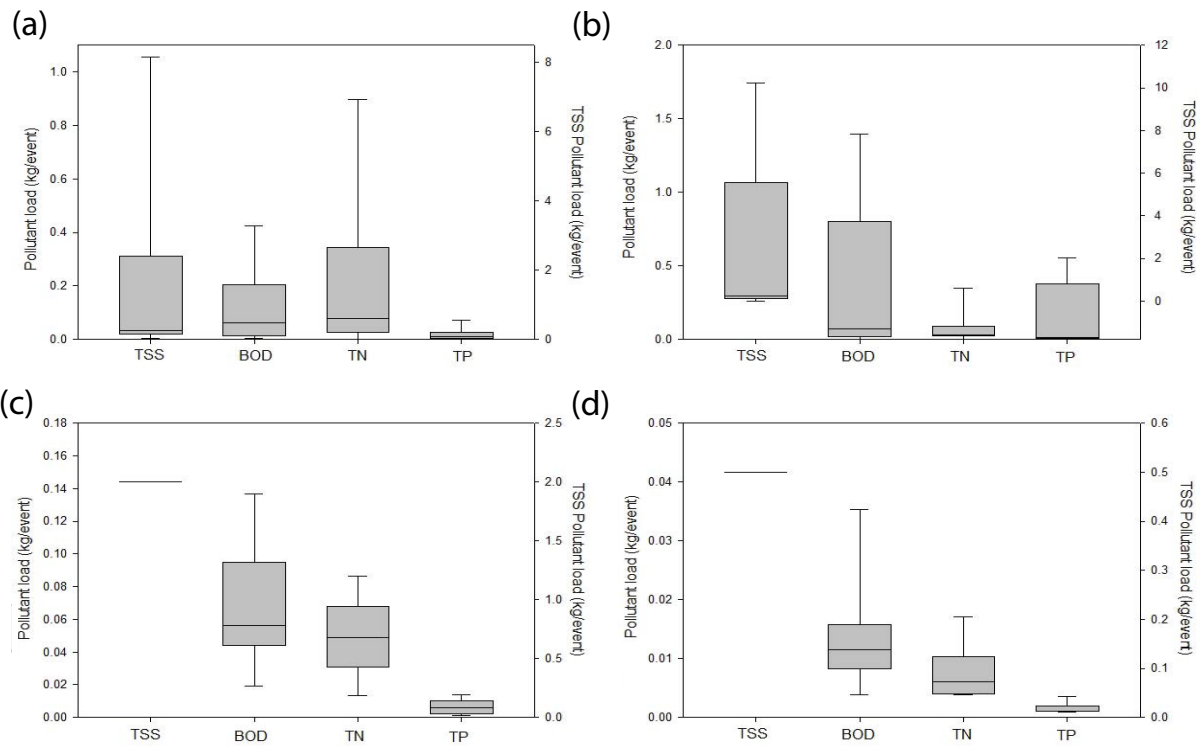 (a)
Pollutant load (kg/event)
1.0
0.8
0.6
0.4
0.2
0.0
TSS
BOD
TN
TP
8
6
4
2
0
TSS Pollutant load (kg/event)
(b)
Pollutant load (kg/event)
2.0
1.5
1.0
0.5
0.0
TSS
BOD
TN
TP
12
10
8
6
4
2
0
TSS Pollutant load (kg/event)
(c)
Pollutant load (kg/event)
0.18
0.16
0.14
0.12
0.10
0.08
0.06
0.04
0.02
0.00
TSS
BOD
TN
TP
2.5
2.0
1.5
1.0
0.5
0.0
TSS Pollutant load (kg/event)
(d)
Pollutant load (kg/event)
0.05
0.04
0.03
0.02
0.01
0.00
TSS
BOD
TN
TP
0.6
0.5
0.4
0.3
0.2
0.1
0.0
TSS Pollutant load (kg/event)